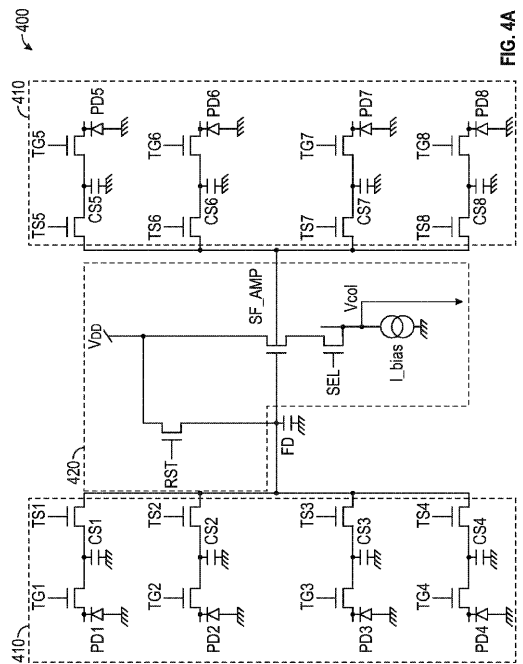 400
410
TG1
TS1
CS1
PD1
TG2
TS2
CS2
PD2
TG3
TS3
CS3
PD3
TG4
TS4
CS4
PD4
410
420
VDD
RST
FD
SF_AMP
SEL
Vcol
I_bias
410
TS5
TG5
CS5
PD5
TS6
TG6
CS6
PD6
TS7
TG7
CS7
PD7
TS8
TG8
CS8
PD8
FIG. 4A